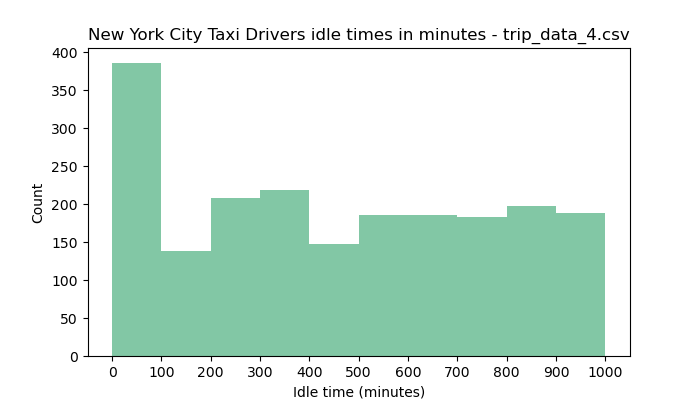 New York City Taxi Drivers idle times in minutes - trip_data_4.csv
400
350
300
250
200
150
100
50
0
Count
0 100 200 300 400 500 600 700 800 900 1000
Idle time (minutes)